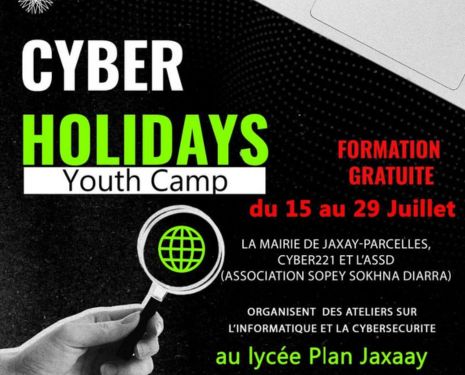 CYBER
HOLIDAYS
Youth Camp
FORMATION
GRATUITE
du 15 au 29 Juillet
LA MAIRIE DE JAXAY-PARCELLES,
CYBER221 ET L'ASSD
(ASSOCIATION SOPEY SOKHNA DIARRA)
ORGANISENT DES ATELIERS SUR
L'INFORMATIQUE ET LA CYBERSECURITE
au lycée Plan Jaxaay